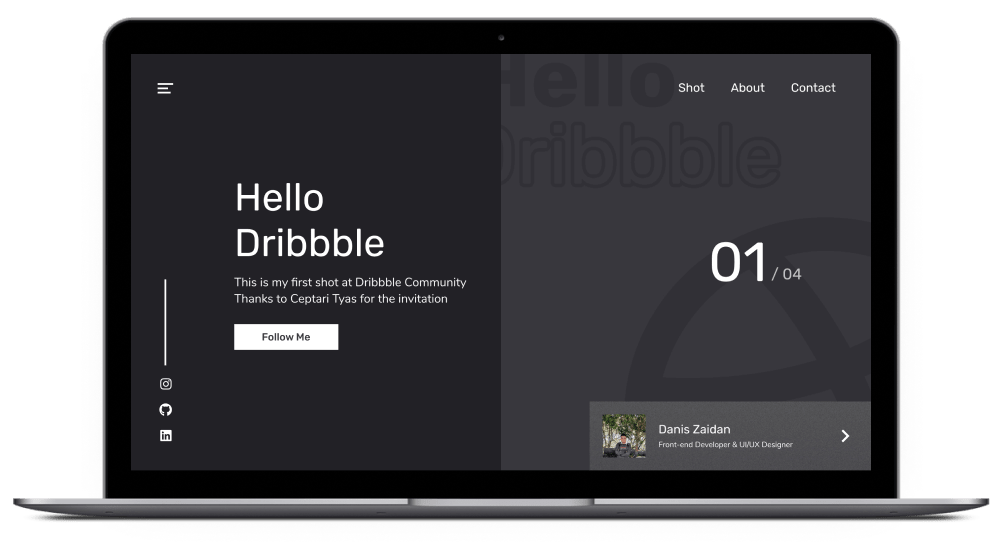 Hello
Dribbble
Shot About Contact
Hello
Dribbble
This is my first shot at Dribbble Community
Thanks to Ceptari Tyas for the invitation
Follow Me
01 / 04
Danis Zaidan
Front-end Developer & UI/UX Designer